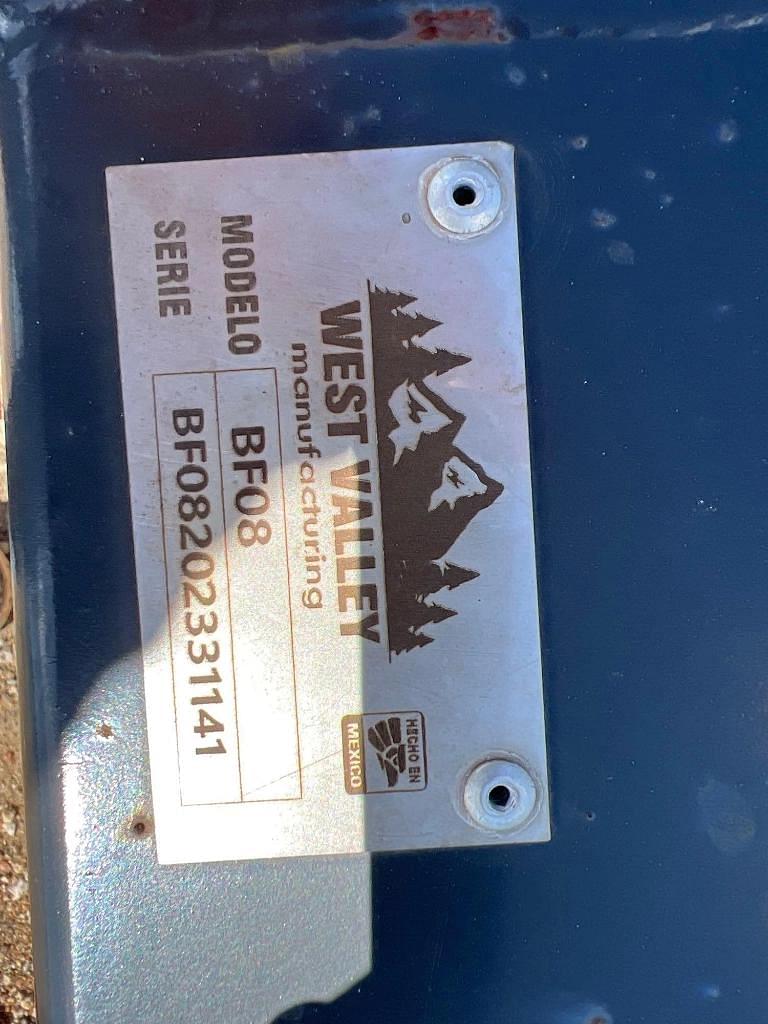 WEST VALLEY
manufacturing
HECHO EN
MEXICO
MODELO BF08
SERIE BF08202331141